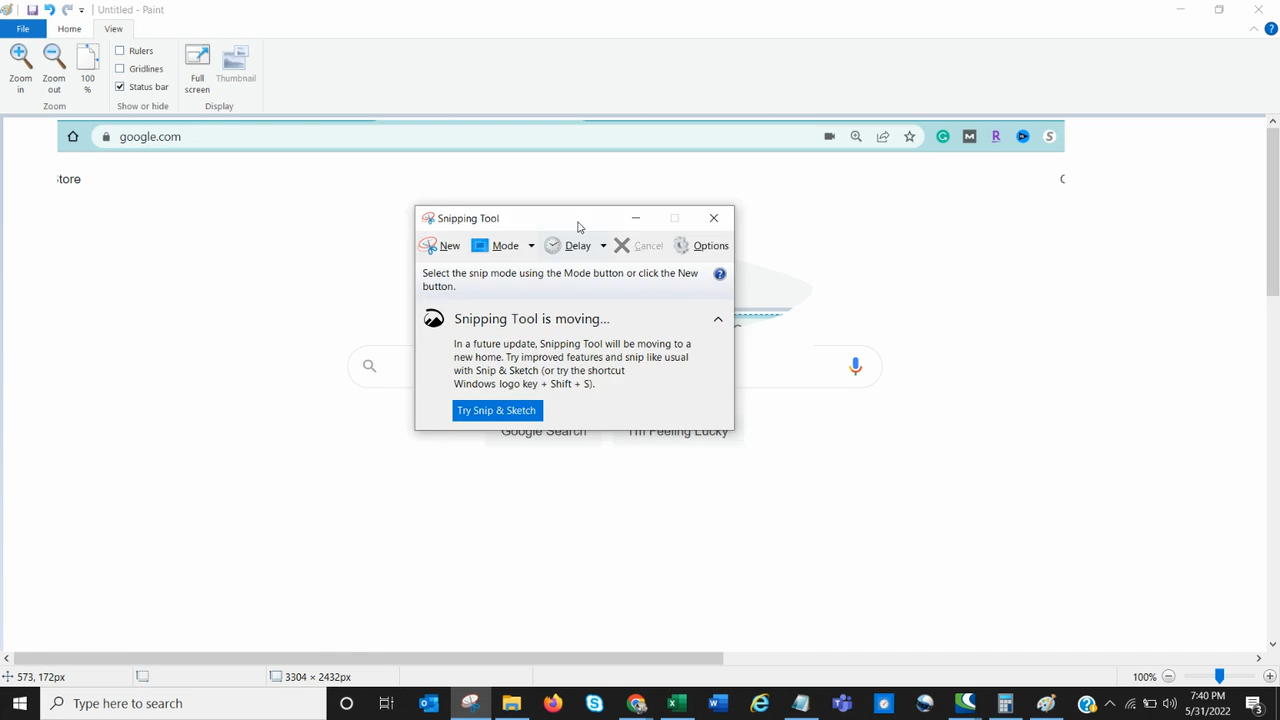 Untitled - Paint
File Home View
Rulers
Gridlines
Status bar
Zoom in
Zoom out
100 %
Full screen
Thumbnail
Zoom
Show or hide
Display
google.com
Store
Snipping Tool
New Mode Delay Cancel Options
Select the snip mode using the Mode button or click the New
button.
Snipping Tool is moving...
In a future update, Snipping Tool will be moving to a
new home. Try improved features and snip like usual
with Snip & Sketch (or try the shortcut
Windows logo key + Shift + S).
Try Snip & Sketch
Google Search I'm Feeling Lucky
573, 172px
3304 × 2432px
100%
Type here to search
7:40 PM
5/31/2022
3